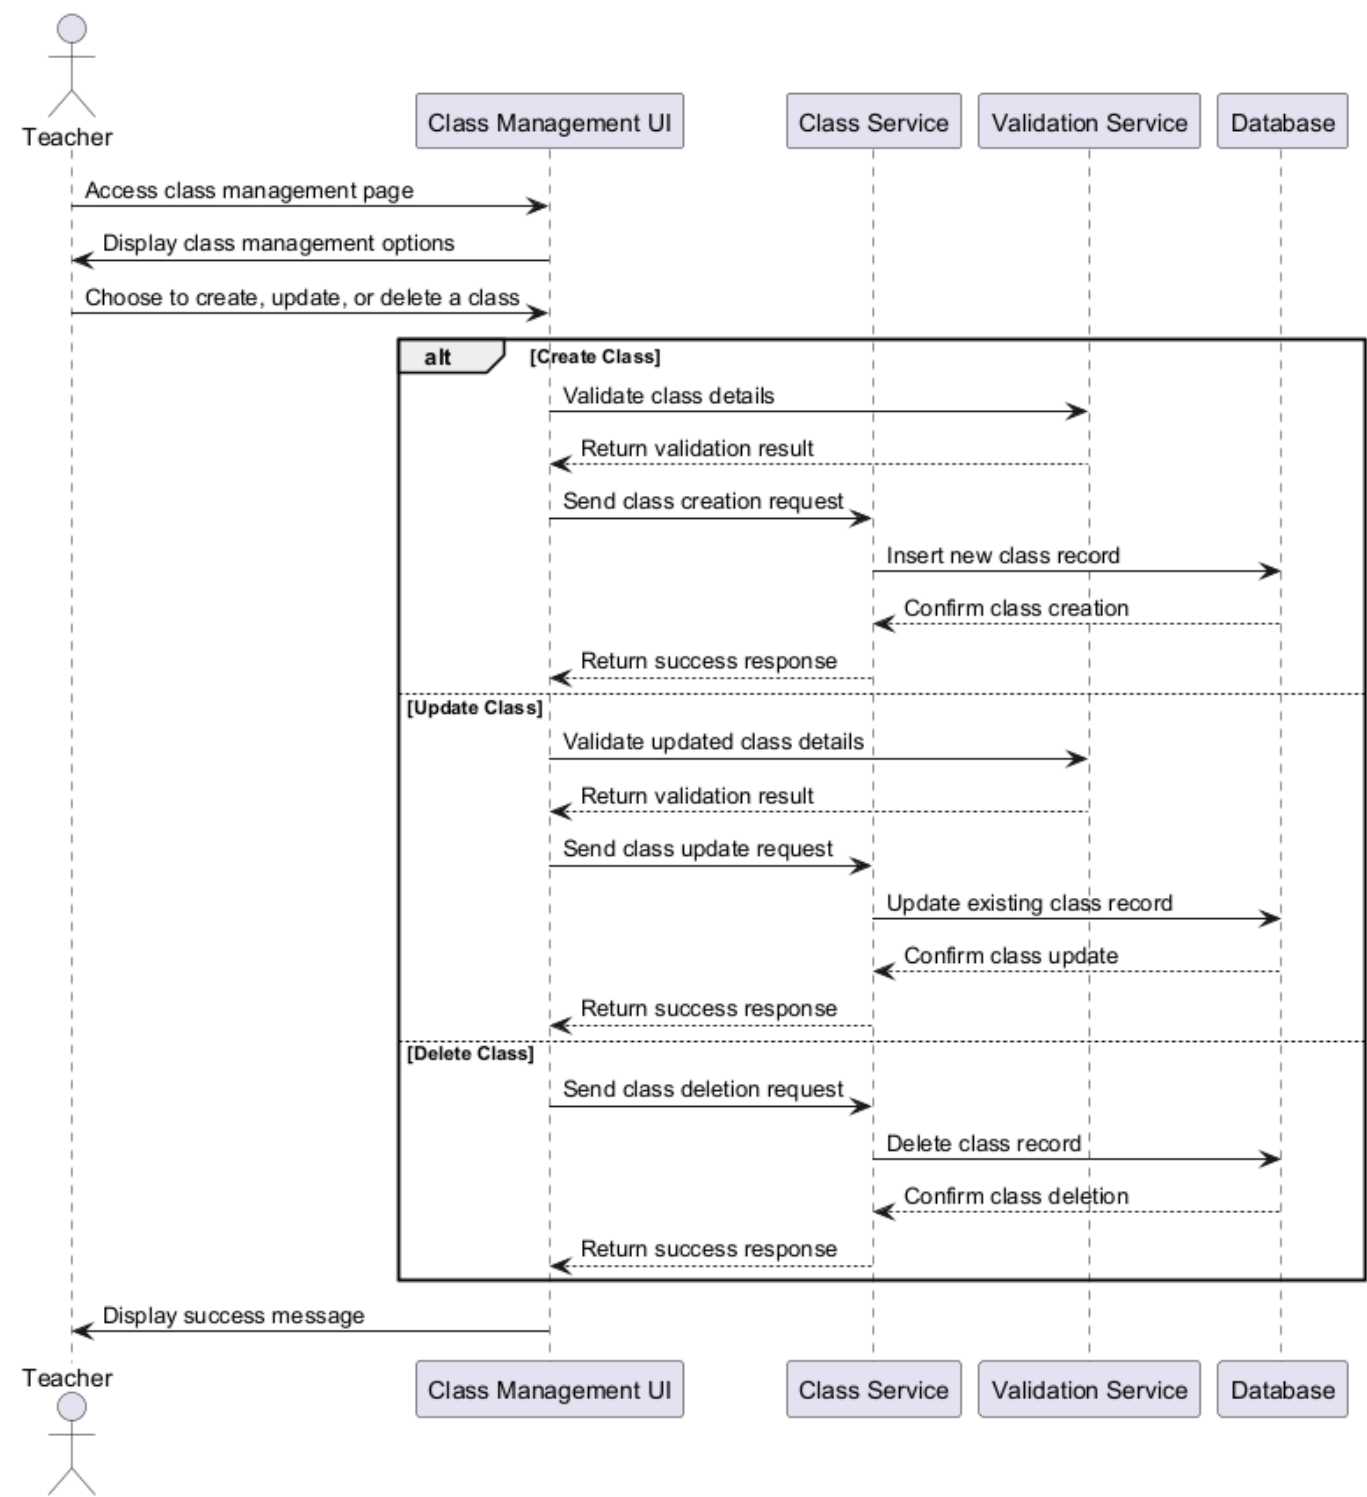 Teacher
Class Management UI
Class Service
Validation Service
Database
Access class management page
Display class management options
Choose to create, update, or delete a class
alt
[Create Class]
Validate class details
Return validation result
Send class creation request
Insert new class record
Confirm class creation
Return success response
[Update Class]
Validate updated class details
Return validation result
Send class update request
Update existing class record
Confirm class update
Return success response
[Delete Class]
Send class deletion request
Delete class record
Confirm class deletion
Return success response
Display success message
Teacher
Class Management UI
Class Service
Validation Service
Database